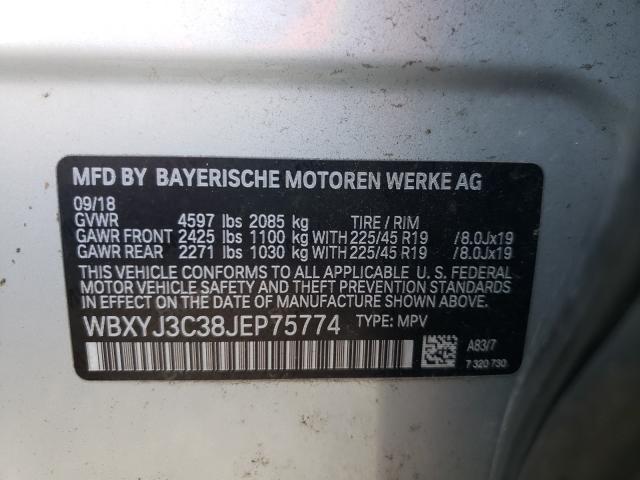 MFD BY BAYERISCHE MOTOREN WERKE AG
09/18
GVWR 4597 lbs 2085 kg TIRE / RIM
GAWR FRONT 2425 lbs 1100 kg WITH 225/45 R19 /8.0Jx19
GAWR REAR 2271 lbs 1030 kg WITH 225/45 R19 /8.0Jx19
THIS VEHICLE CONFORMS TO ALL APPLICABLE U. S. FEDERAL
MOTOR VEHICLE SAFETY AND THEFT PREVENTION STANDARDS
IN EFFECT ON THE DATE OF MANUFACTURE SHOWN ABOVE.
WBXYJ3C38JEP75774 TYPE: MPV
A83/7
7 320 730